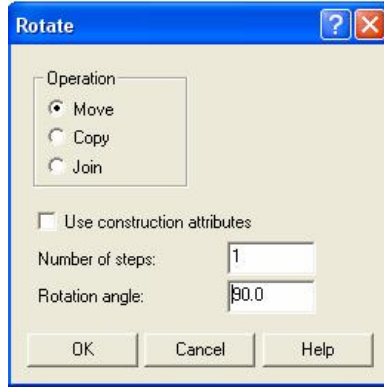 Rotate
Operation
Move
Copy
Join
Use construction attributes
Number of steps: 1
Rotation angle: 90.0
OK Cancel Help